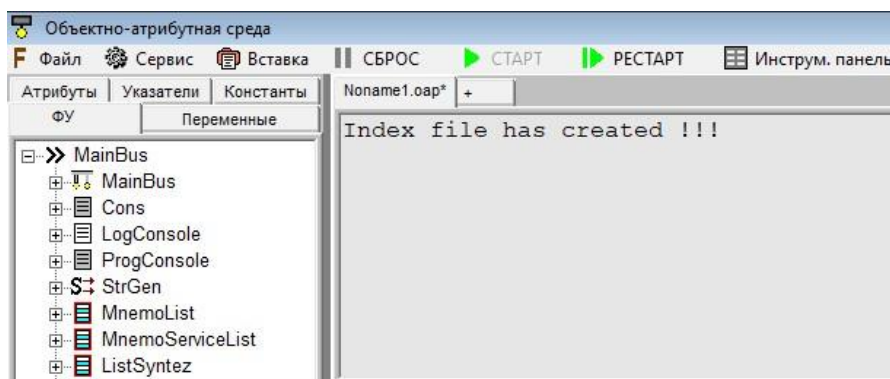 Объектно-атрибутная среда
Файл Сервис Вставка СБРОС СТАРТ РЕСТАРТ Инструм. панель
Атрибуты Указатели Константы
ФУ Переменные
Noname1.oap* +
Index file has created !!!
MainBus
MainBus
Cons
LogConsole
ProgConsole
StrGen
MnemoList
MnemoServiceList
ListSyntez